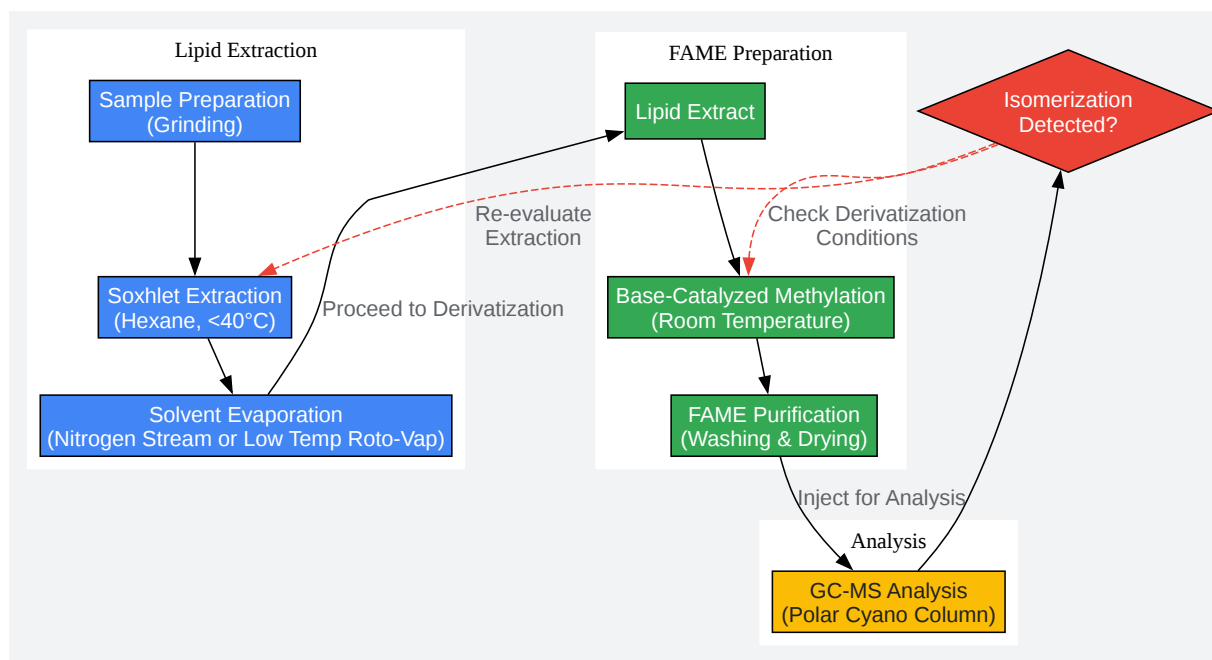 Lipid Extraction
Sample Preparation
(Grinding)
Soxhlet Extraction
(Hexane, <40°C)
Solvent Evaporation
(Nitrogen Stream or Low Temp Roto-Vap)
Proceed to Derivatization
FAME Preparation
Lipid Extract
Base-Catalyzed Methylation
(Room Temperature)
FAME Purification
(Washing & Drying)
Inject for Analysis
Analysis
GC-MS Analysis
(Polar Cyano Column)
Isomerization
Detected?
Re-evaluate
Extraction
Check Derivatization
Conditions